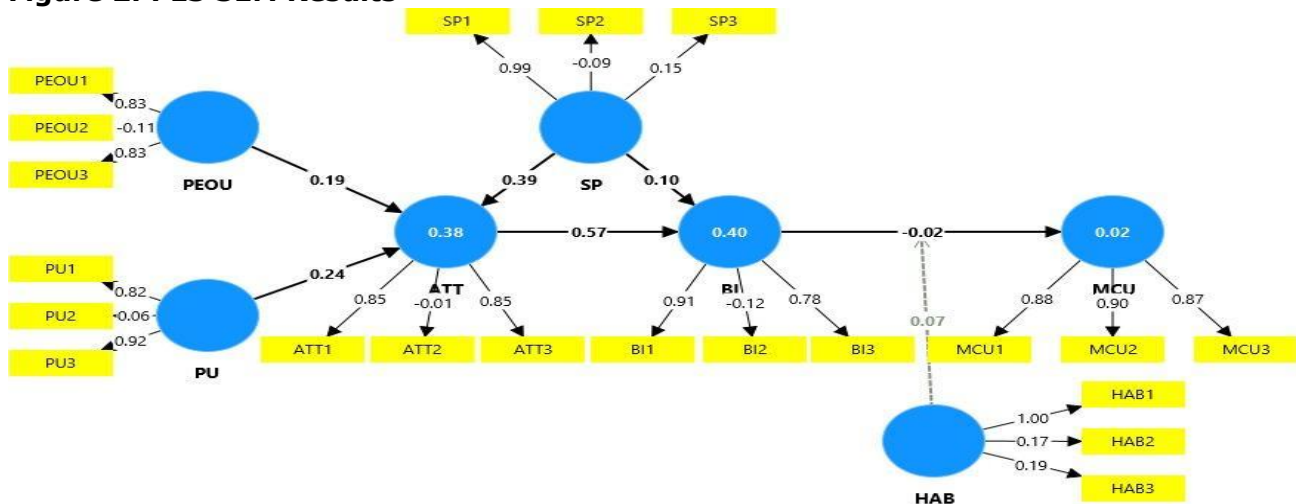 Figure 2. PLS-SEM Results
SP1 SP2 SP3
0.99 -0.09 0.15
PEOU1
PEOU2
PEOU3
0.83
-0.11
0.83
PEOU
SP
0.19
0.39
0.10
0.38
0.57
0.40
-0.02
0.02
0.24
ATT
BI
MCU
PU1
PU2
PU3
0.82
-0.06
0.92
PU
0.85 -0.01 0.85
0.91 -0.12 0.78
0.88 0.90 0.87
0.07
ATT1 ATT2 ATT3 BI1 BI2 BI3 MCU1 MCU2 MCU3
HAB
1.00
0.17
0.19
HAB1
HAB2
HAB3